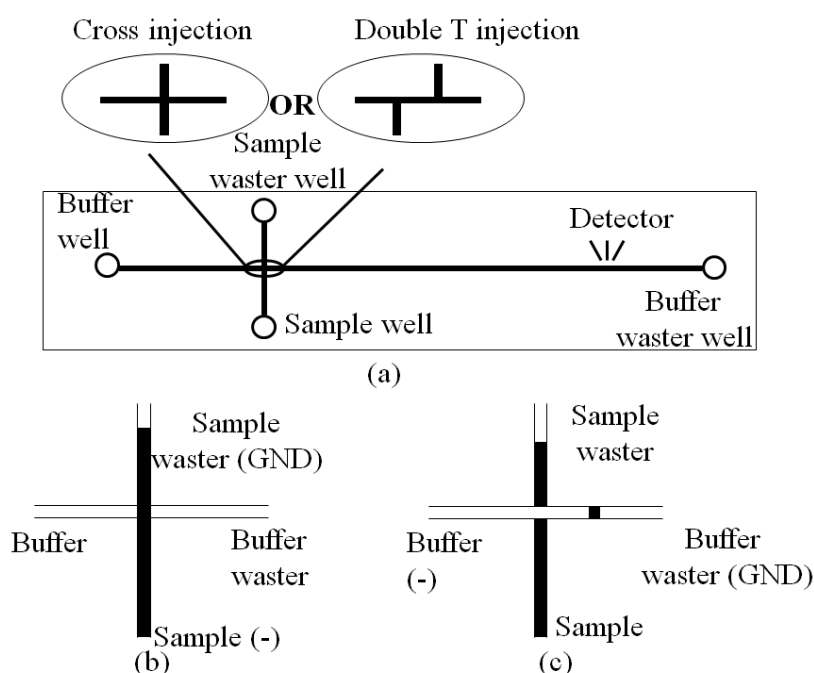 Cross injection
Double T injection
OR
Sample
waster well
Buffer
well
Detector
Sample well
Buffer
waster well
(a)
Sample
waster (GND)
Buffer
Buffer
waster
Sample (-)
(b)
Sample
waster
Buffer
(-)
Buffer
waster (GND)
Sample
(c)